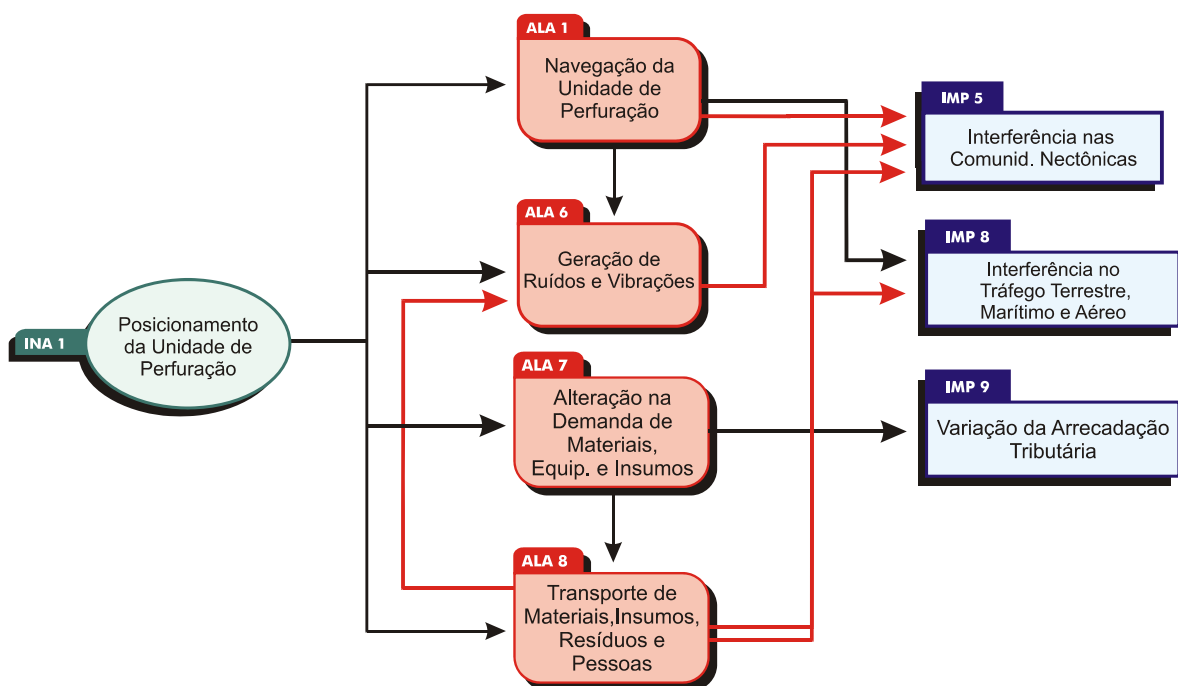 INA 1
Posicionamento
da Unidade de
Perfuração
ALA 1
Navegação da
Unidade de
Perfuração
ALA 6
Geração de
Ruídos e Vibrações
ALA 7
Alteração na
Demanda de
Materiais,
Equip. e Insumos
ALA 8
Transporte de
Materiais,Insumos,
Resíduos e
Pessoas
IMP 5
Interferência nas
Comunid. Nectônicas
IMP 8
Interferência no
Tráfego Terrestre,
Marítimo e Aéreo
IMP 9
Variação da Arrecadação
Tributária